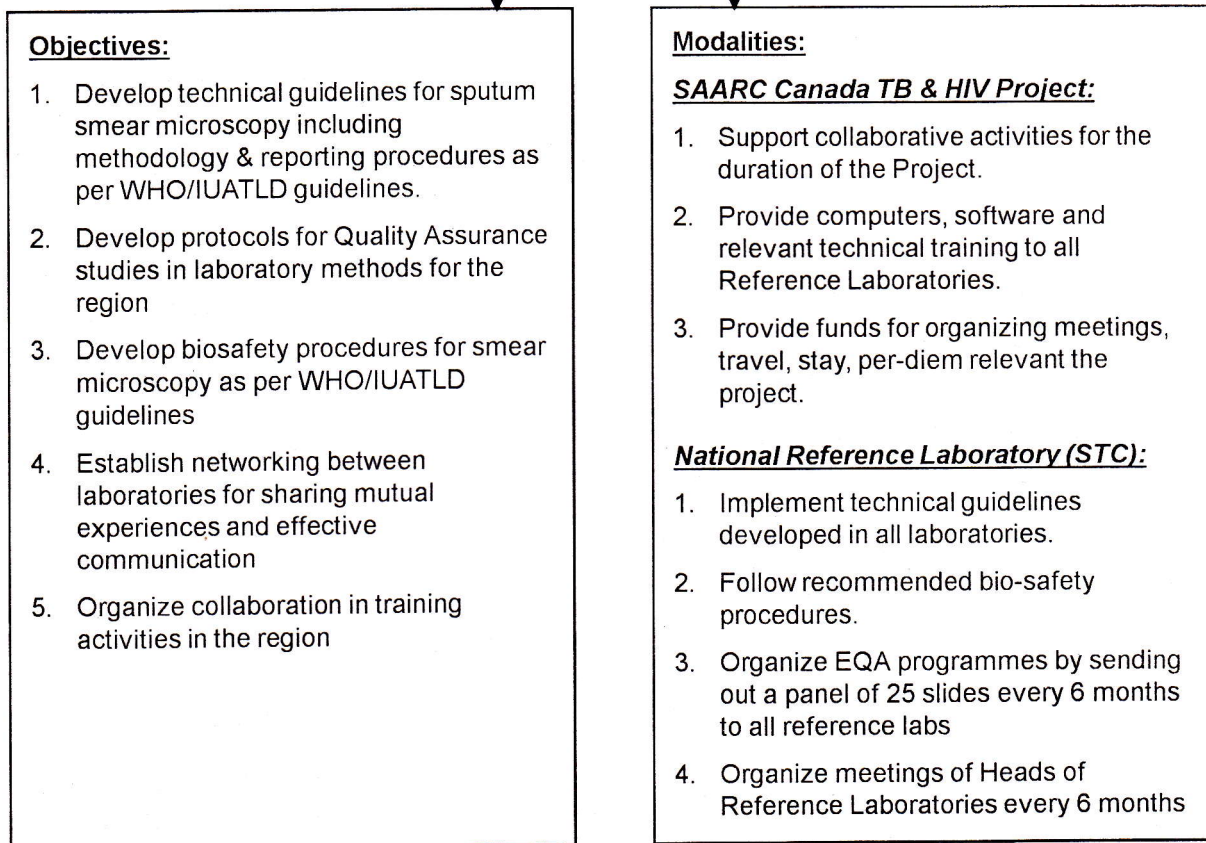 Objectives:
1. Develop technical guidelines for sputum
smear microscopy including
methodology & reporting procedures as
per WHO/IUATLD guidelines.
2. Develop protocols for Quality Assurance
studies in laboratory methods for the
region
3. Develop biosafety procedures for smear
microscopy as per WHO/IUATLD
guidelines
4. Establish networking between
laboratories for sharing mutual
experiences and effective
communication
5. Organize collaboration in training
activities in the region
Modalities:
SAARC Canada TB & HIV Project:
1. Support collaborative activities for the
duration of the Project.
2. Provide computers, software and
relevant technical training to all
Reference Laboratories.
3. Provide funds for organizing meetings,
travel, stay, per-diem relevant the
project.
National Reference Laboratory (STC):
1. Implement technical guidelines
developed in all laboratories.
2. Follow recommended bio-safety
procedures.
3. Organize EQA programmes by sending
out a panel of 25 slides every 6 months
to all reference labs
4. Organize meetings of Heads of
Reference Laboratories every 6 months